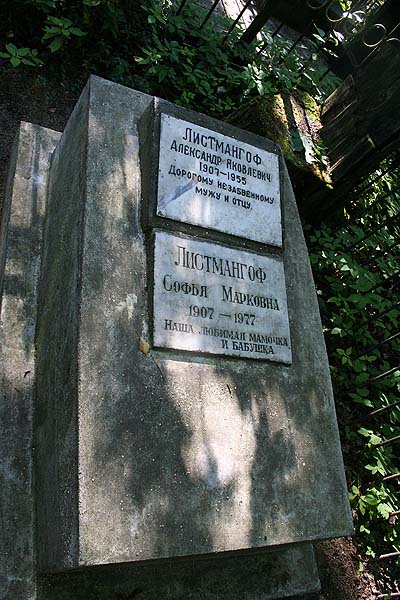 Листмангоф
Александр Яковлевич
1907-1955
Дорогому незабвенному
мужу и отцу.
Листмангоф
Софья Марковна
1907 — 1977
Наша любимая мамочка
и бабушка